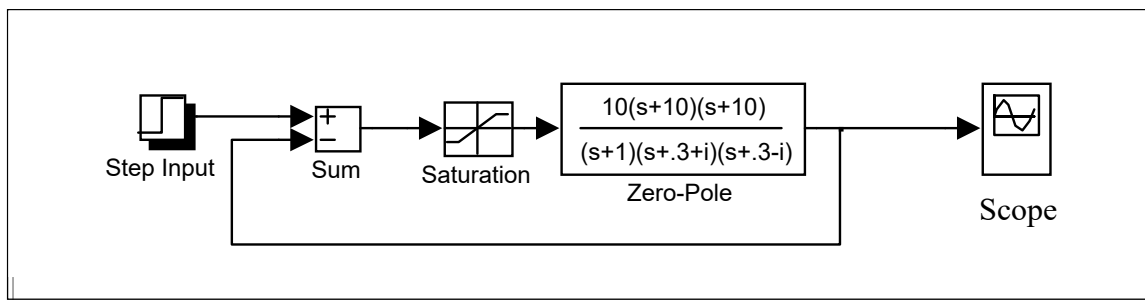 10(s+10)(s+10)
(s+1)(s+.3+i)(s+.3-i)
+
−
Step Input
Sum
Saturation
Zero-Pole
Scope